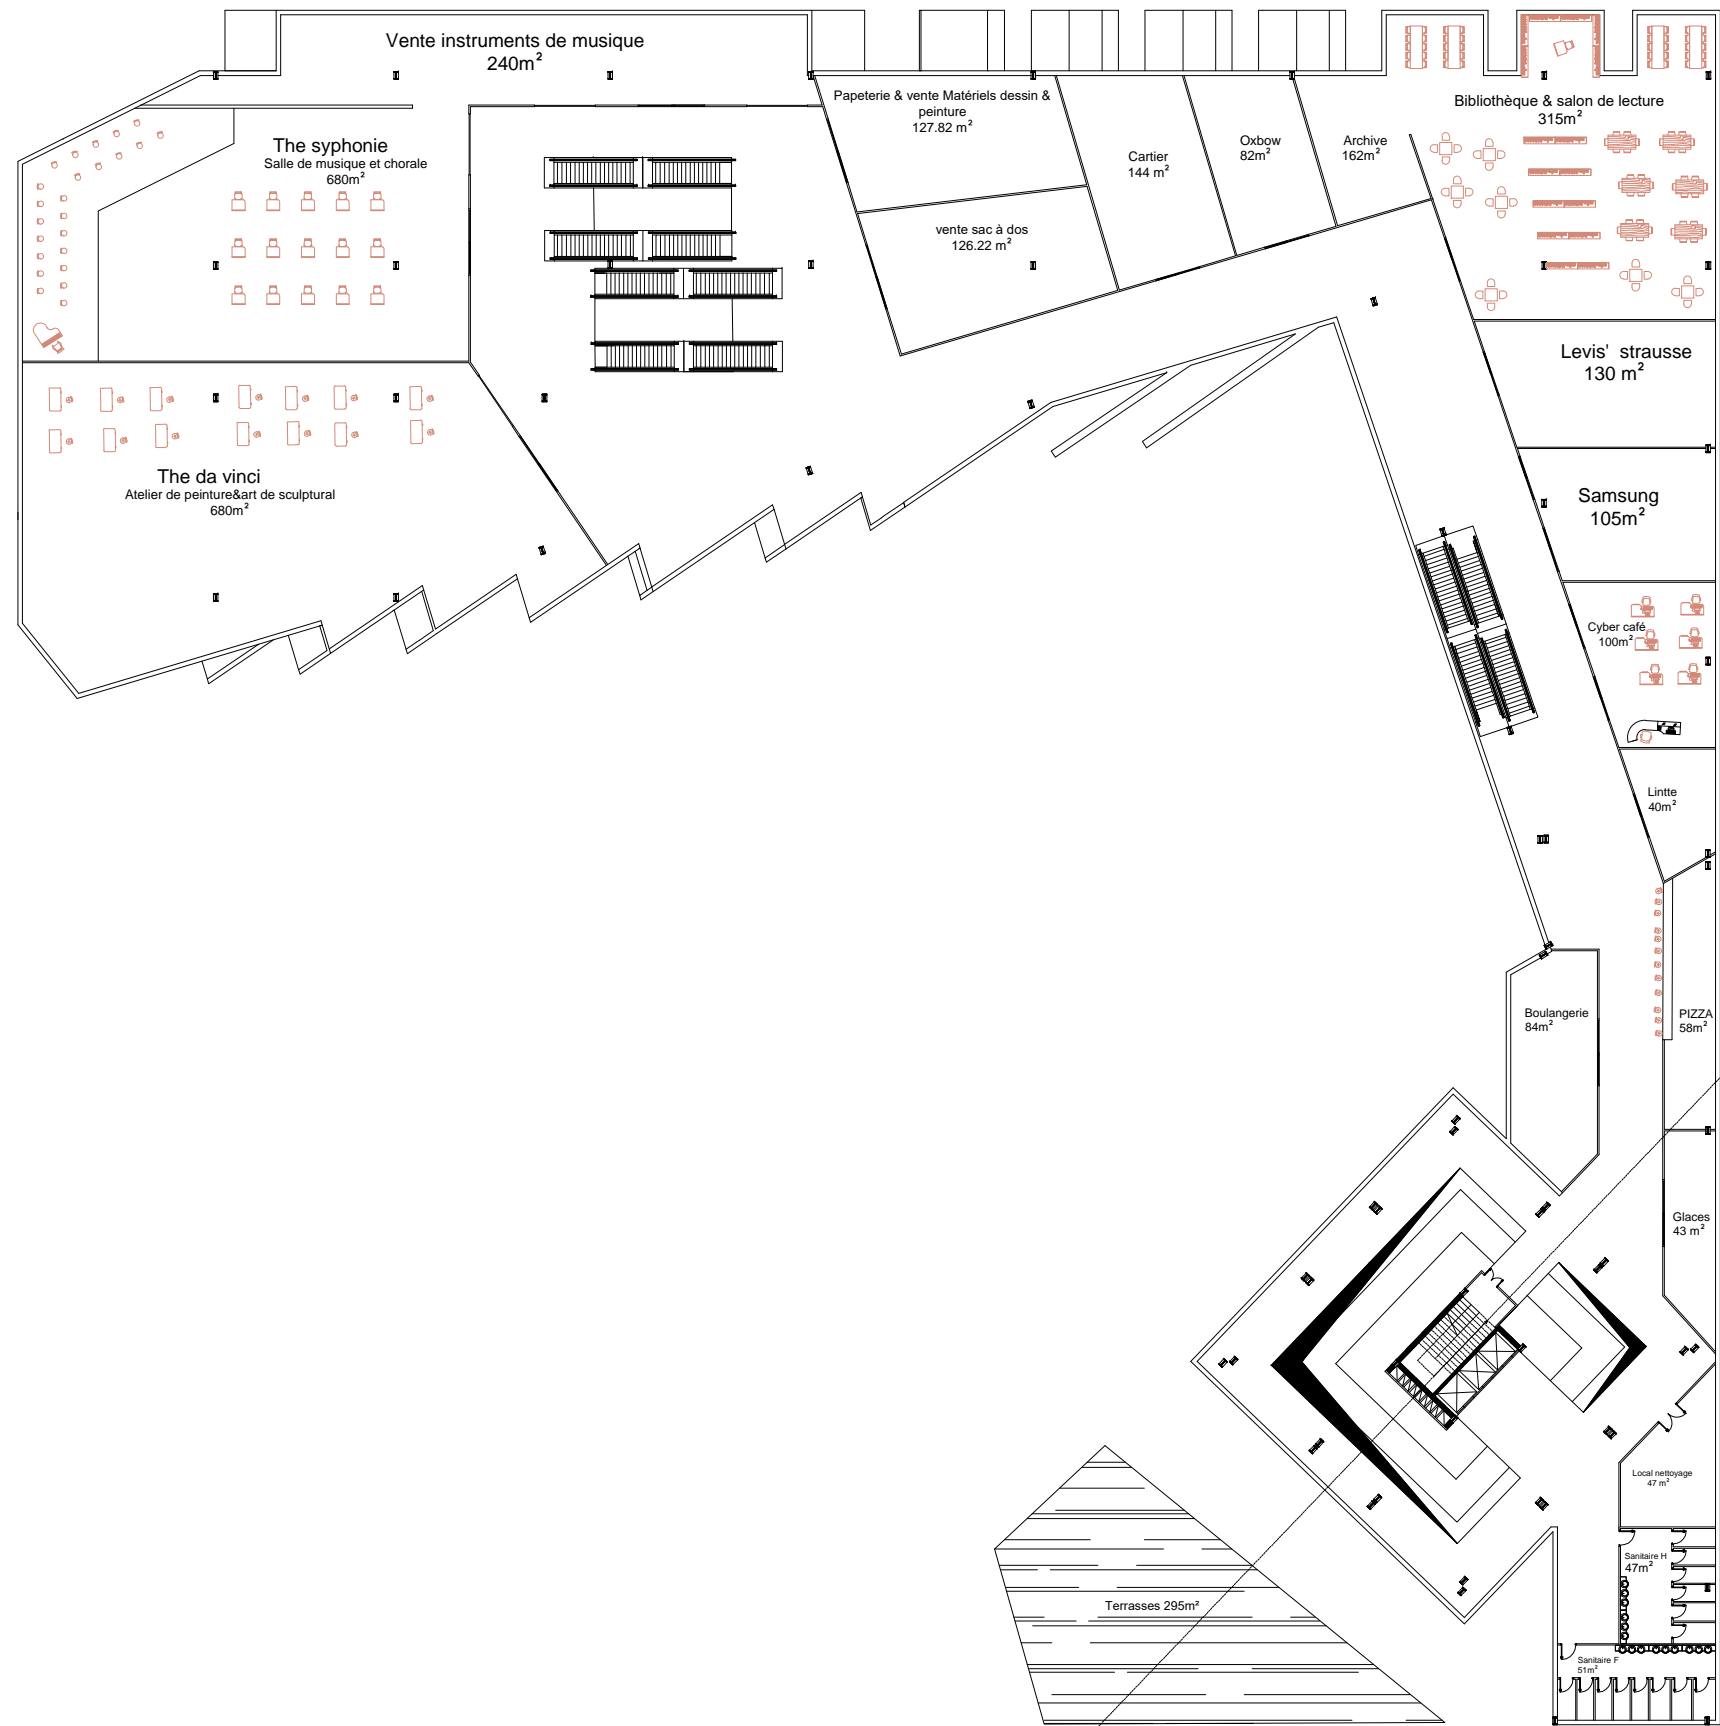 Vente instruments de musique
240m²
The syphonie
Salle de musique et chorale
680m²
The da vinci
Atelier de peinture&art de sculptural
680m²
Papeterie & vente Matériels dessin &
peinture
127.82 m²
vente sac à dos
126.22 m²
Cartier
144 m²
Oxbow
82m²
Archive
162m²
Bibliothèque & salon de lecture
315m²
Levis' strausse
130 m²
Samsung
105m²
Cyber café
100m²
Lintte
40m²
Boulangerie
84m²
PIZZA
58m²
Glaces
43 m²
Local nettoyage
47 m²
Sanitaire H
47m²
Sanitaire F
51m²
Terrasses 295m²